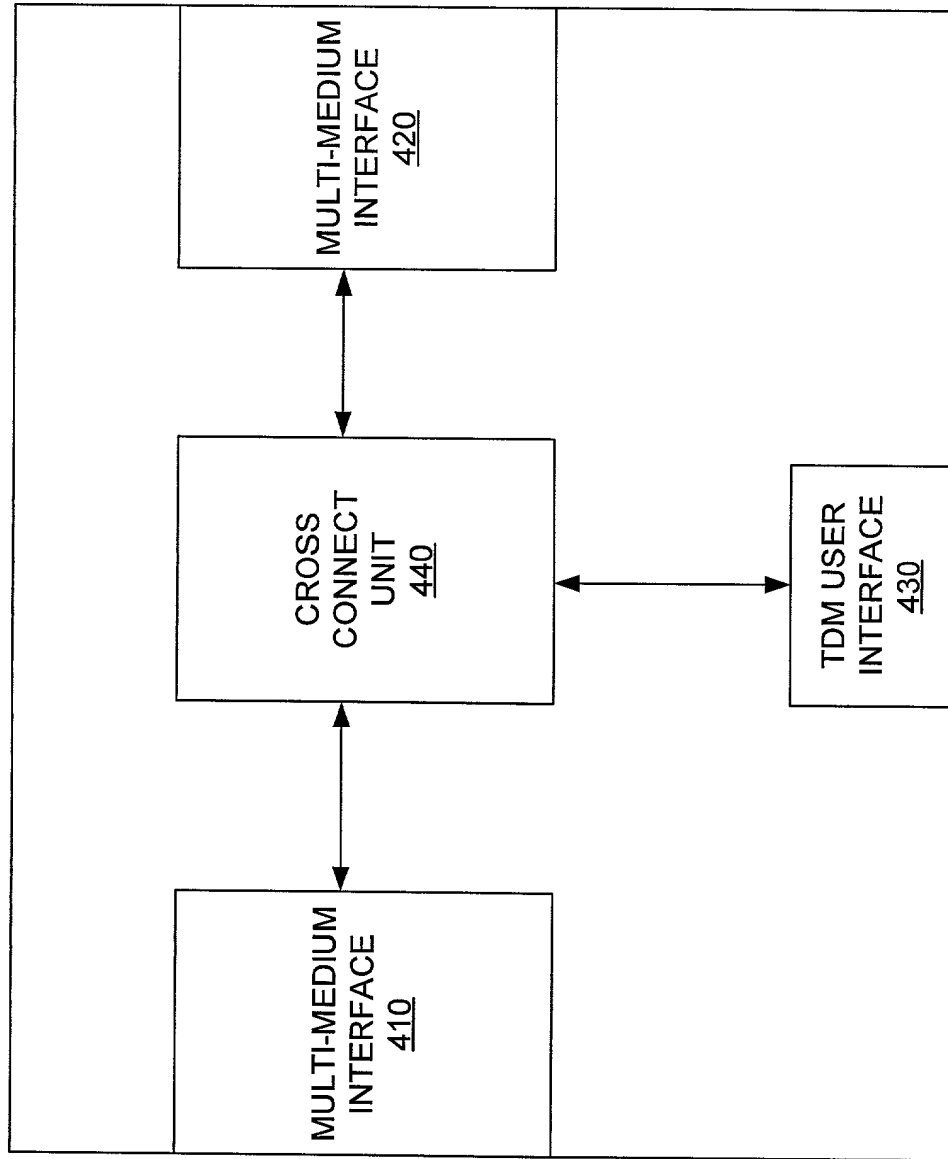 MULTI-MEDIUM
INTERFACE
410
CROSS
CONNECT
UNIT
440
MULTI-MEDIUM
INTERFACE
420
TDM USER
INTERFACE
430